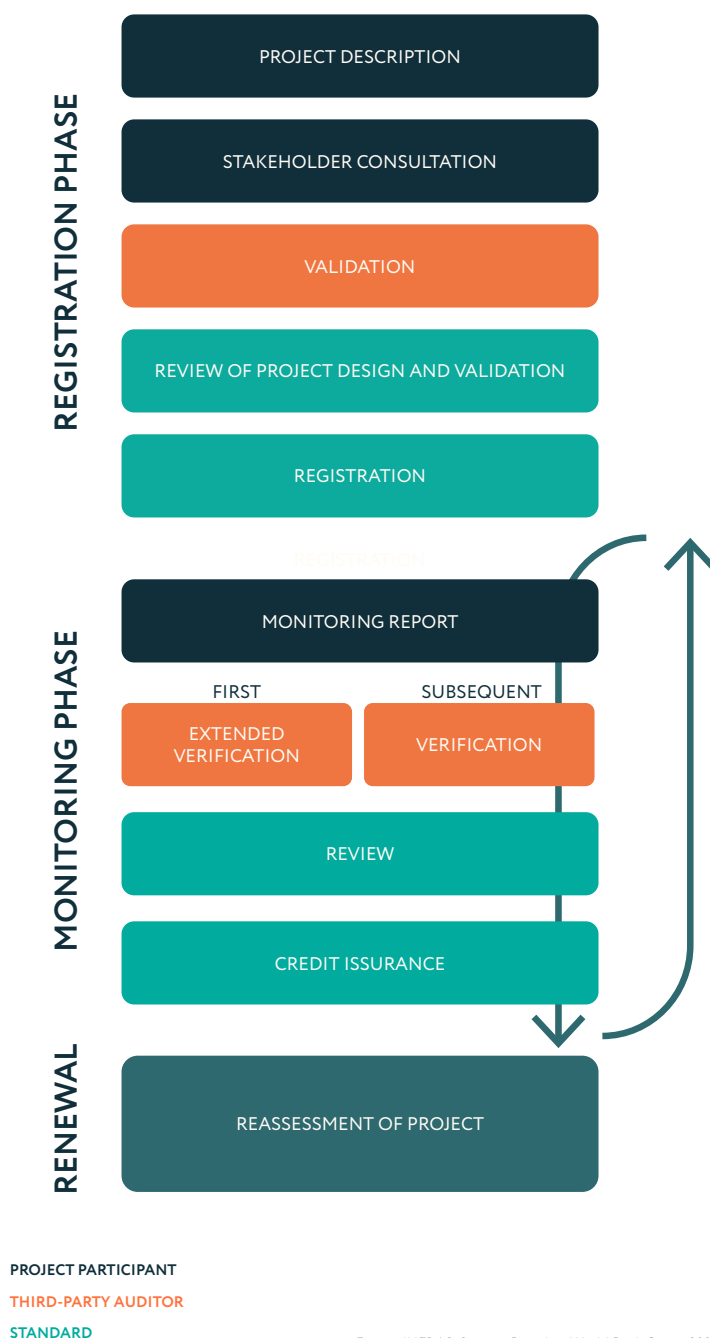 REGISTRATION PHASE
PROJECT DESCRIPTION
STAKEHOLDER CONSULTATION
VALIDATION
REVIEW OF PROJECT DESIGN AND VALIDATION
REGISTRATION
MONITORING PHASE
MONITORING REPORT
FIRST
SUBSEQUENT
EXTENDED
VERIFICATION
VERIFICATION
REVIEW
CREDIT ISSURANCE
RENEWAL
REASSESSMENT OF PROJECT
PROJECT PARTICIPANT
THIRD-PARTY AUDITOR
STANDARD